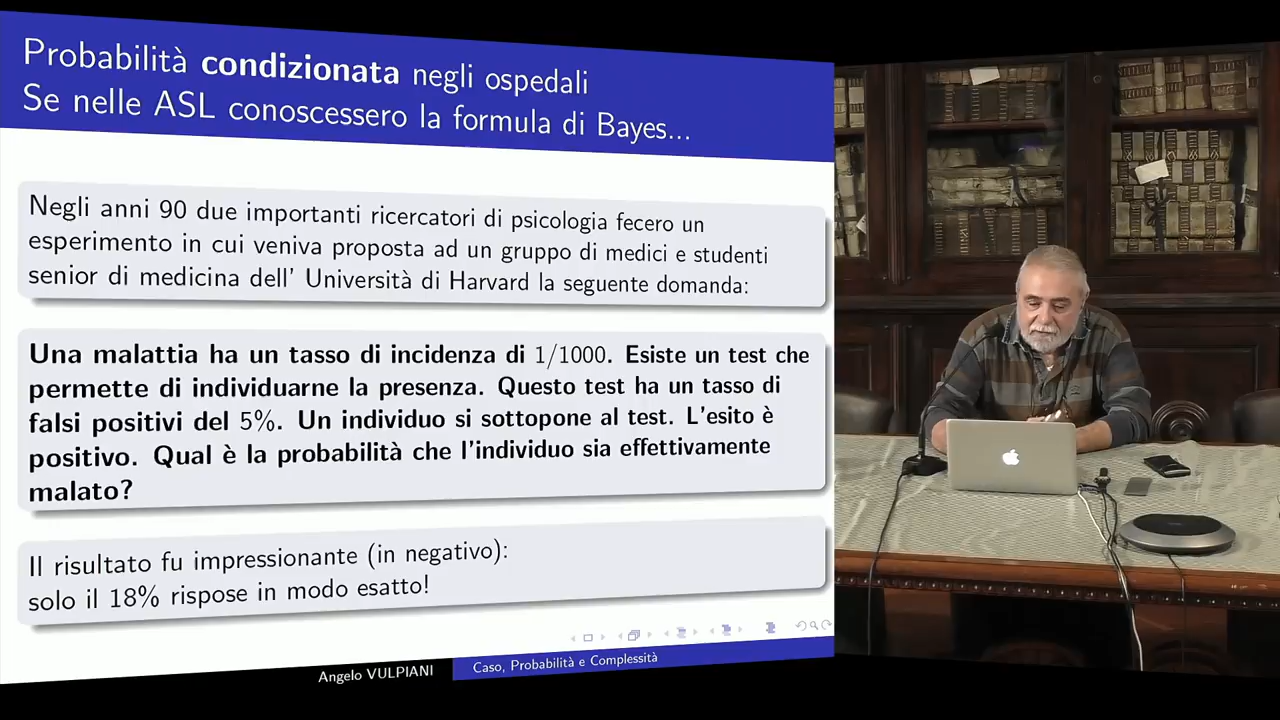 Probabilità condizionata negli ospedali
Se nelle ASL conoscessero la formula di Bayes...
Negli anni 90 due importanti ricercatori di psicologia fecero un
esperimento in cui veniva proposta ad un gruppo di medici e studenti
senior di medicina dell' Università di Harvard la seguente domanda:
Una malattia ha un tasso di incidenza di 1/1000. Esiste un test che
permette di individuarne la presenza. Questo test ha un tasso di
falsi positivi del 5%. Un individuo si sottopone al test. L'esito è
positivo. Qual è la probabilità che l'individuo sia effettivamente
malato?
Il risultato fu impressionante (in negativo):
solo il 18% rispose in modo esatto!
Angelo VULPIANI
Caso, Probabilità e Complessità